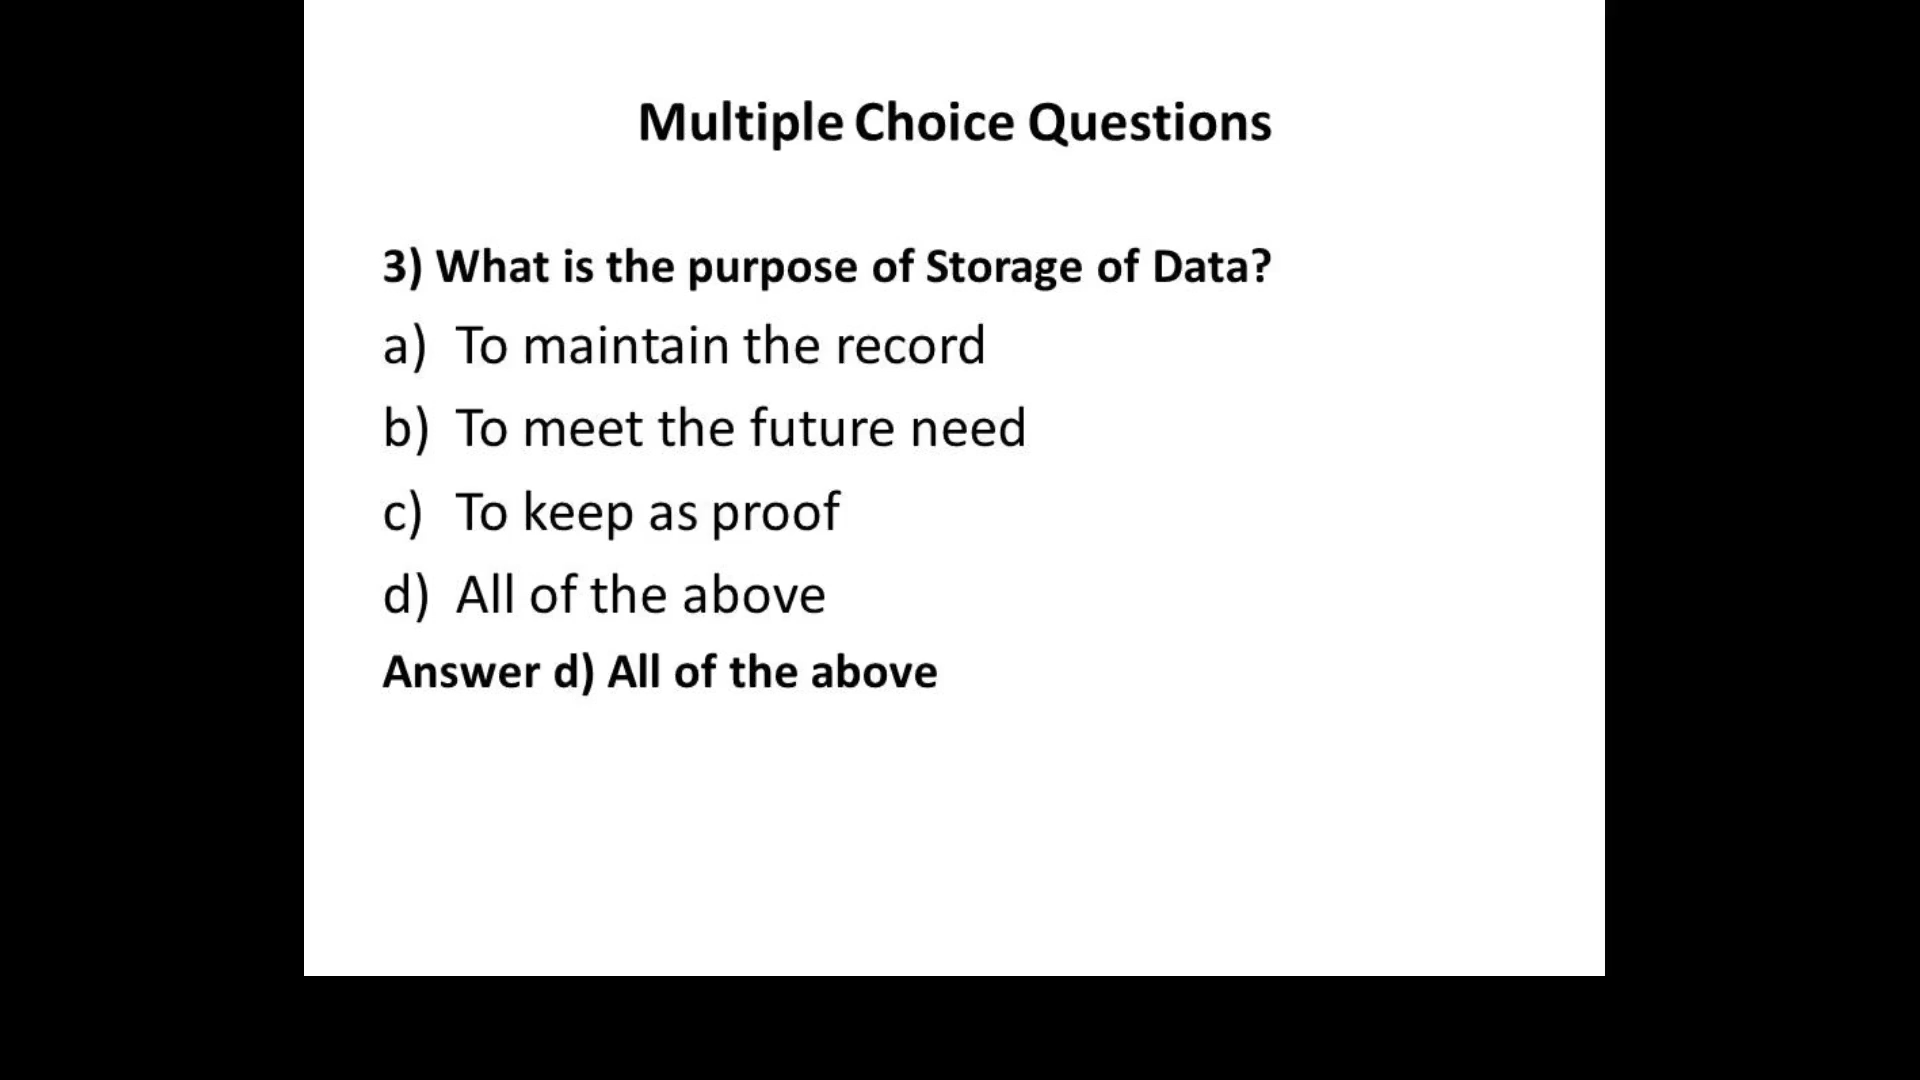 Multiple Choice Questions
3) What is the purpose of Storage of Data?
a) To maintain the record
b) To meet the future need
c) To keep as proof
d) All of the above
Answer d) All of the above